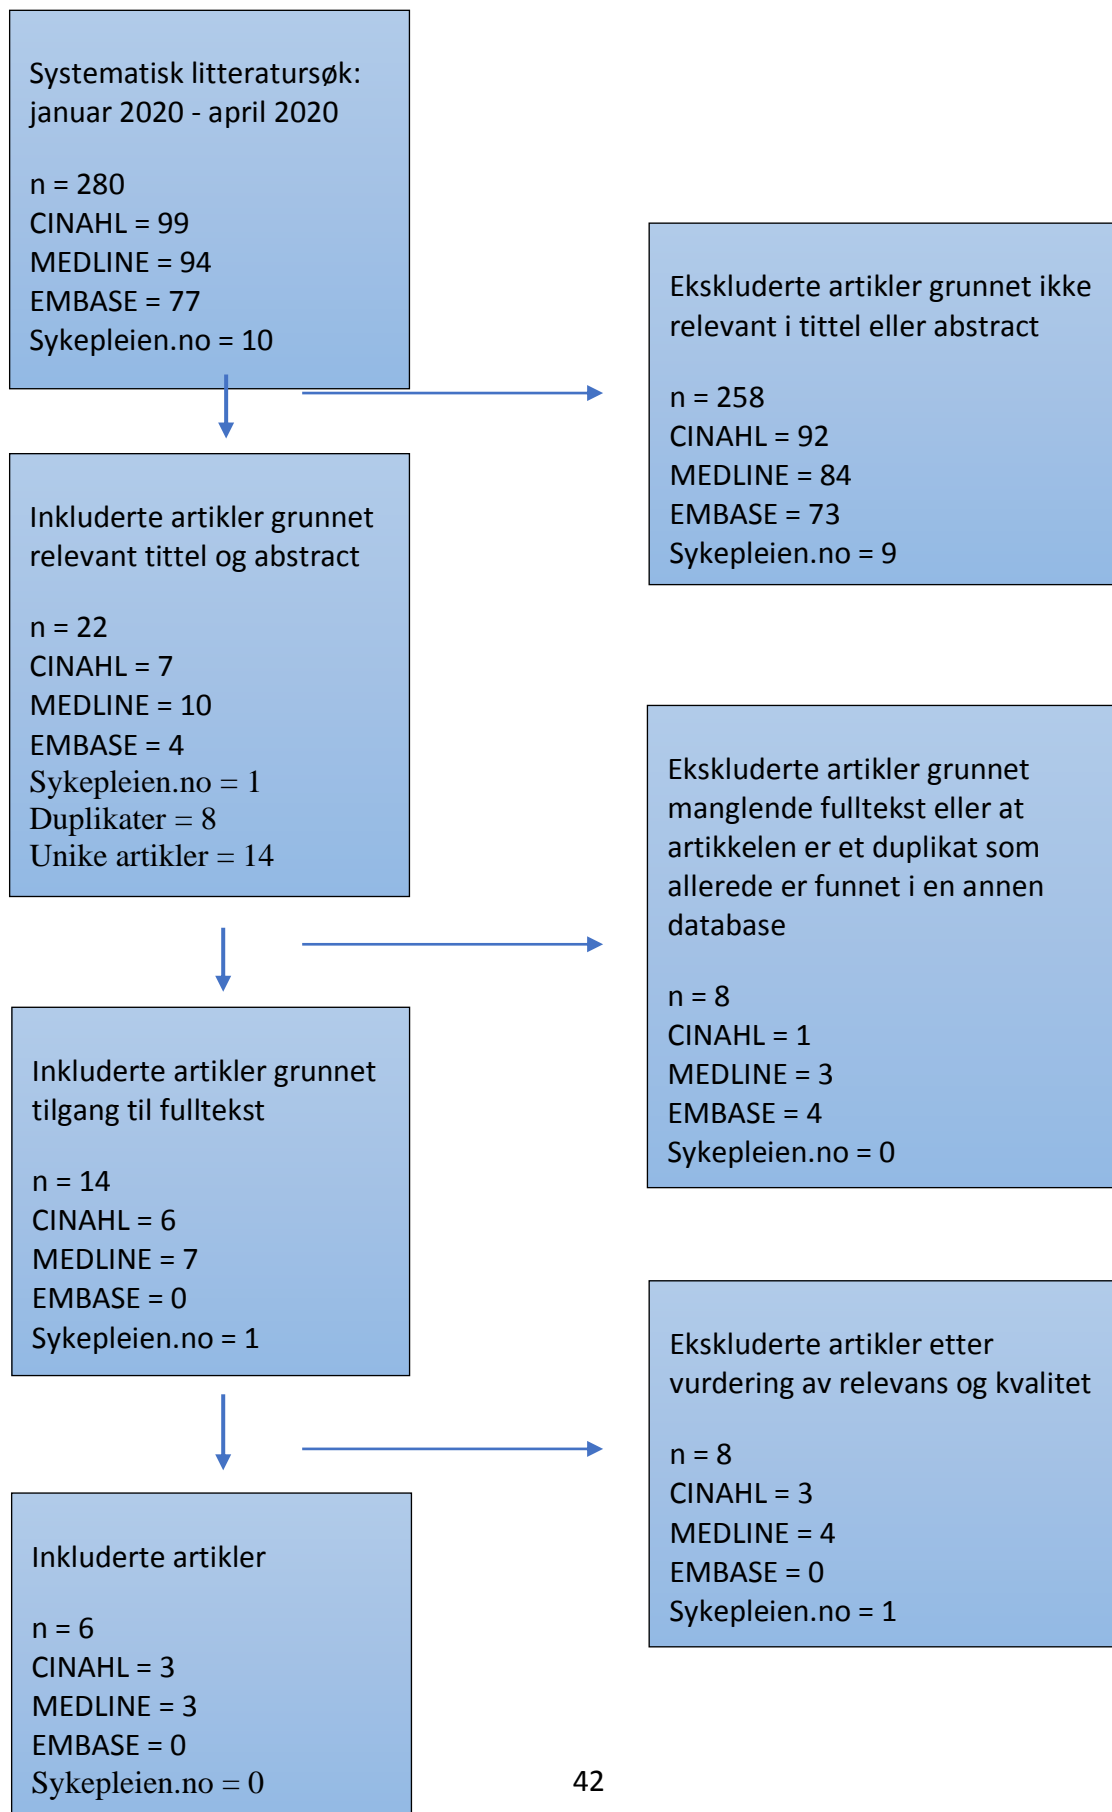 Systematisk litteratursøk:
januar 2020 - april 2020
n = 280
CINAHL = 99
MEDLINE = 94
EMBASE = 77
Sykepleien.no = 10
Ekskluderte artikler grunnet ikke
relevant i tittel eller abstract
n = 258
CINAHL = 92
MEDLINE = 84
EMBASE = 73
Sykepleien.no = 9
Inkluderte artikler grunnet
relevant tittel og abstract
n = 22
CINAHL = 7
MEDLINE = 10
EMBASE = 4
Sykepleien.no = 1
Duplikater = 8
Unike artikler = 14
Ekskluderte artikler grunnet
manglende fulltekst eller at
artikkelen er et duplikat som
allerede er funnet i en annen
database
n = 8
CINAHL = 1
MEDLINE = 3
EMBASE = 4
Sykepleien.no = 0
Inkluderte artikler grunnet
tilgang til fulltekst
n = 14
CINAHL = 6
MEDLINE = 7
EMBASE = 0
Sykepleien.no = 1
Ekskluderte artikler etter
vurdering av relevans og kvalitet
n = 8
CINAHL = 3
MEDLINE = 4
EMBASE = 0
Sykepleien.no = 1
Inkluderte artikler
n = 6
CINAHL = 3
MEDLINE = 3
EMBASE = 0
Sykepleien.no = 0
42